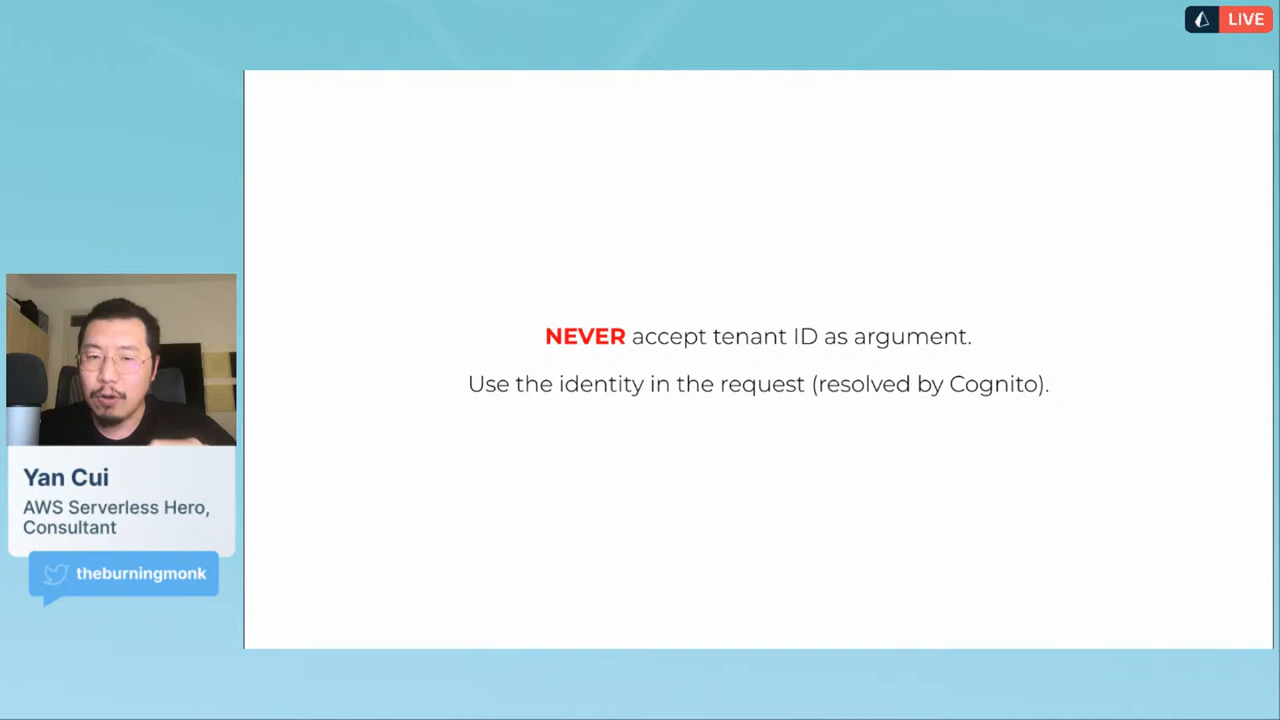 LIVE
NEVER accept tenant ID as argument.
Use the identity in the request (resolved by Cognito).
Yan Cui
AWS Serverless Hero,
Consultant
theburningmonk